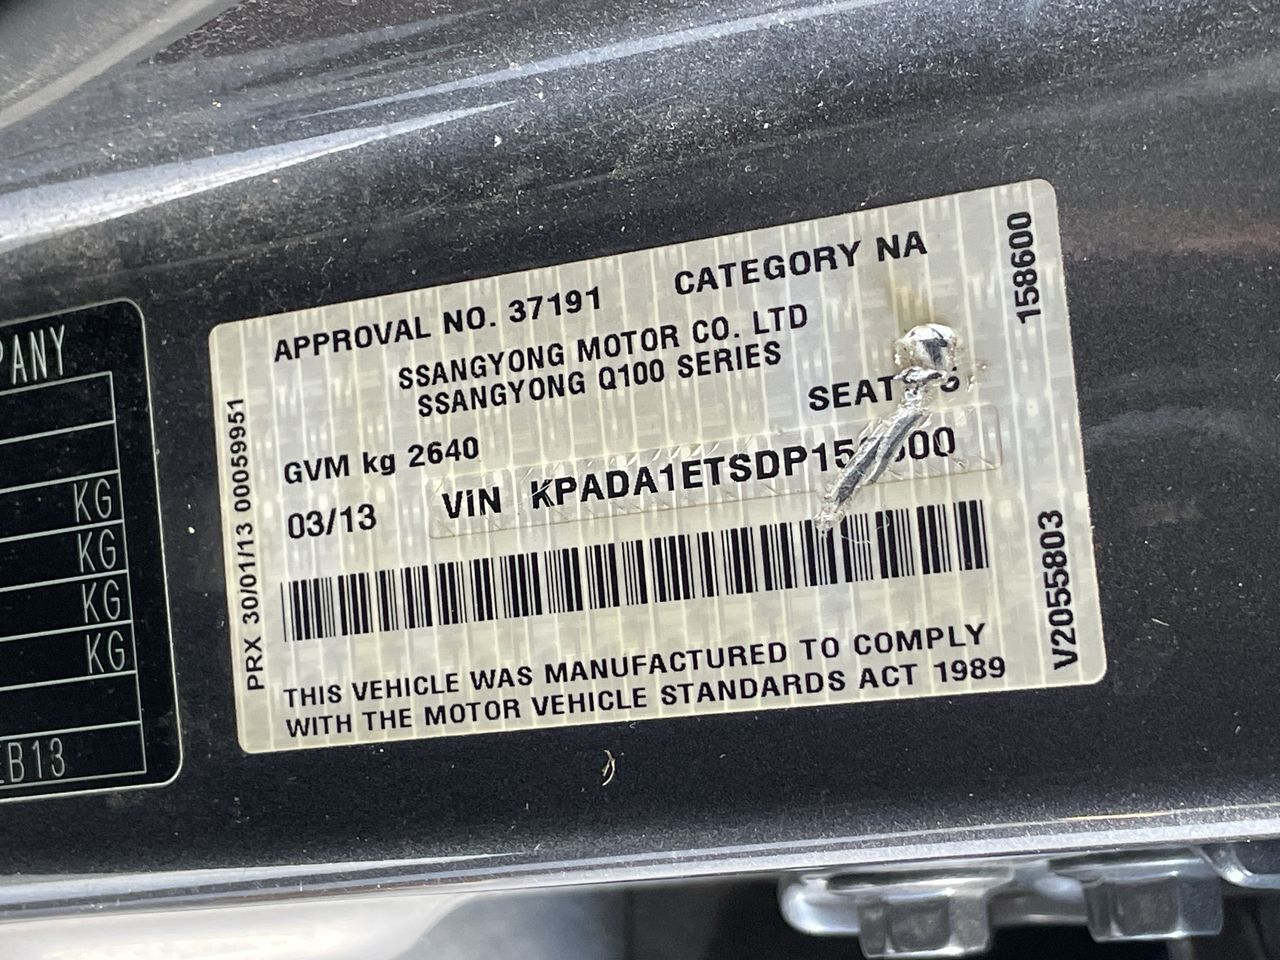 PANY
KG
KG
KG
KG
B13
APPROVAL NO. 37191 CATEGORY NA
SSANGYONG MOTOR CO. LTD
SSANGYONG Q100 SERIES
GVM kg 2640
03/13 VIN
THIS VEHICLE WAS MANUFACTURED TO COMPLY
WITH THE MOTOR VEHICLE STANDARDS ACT 1989
PRX 30/01/13 00059951
158600
V2055803